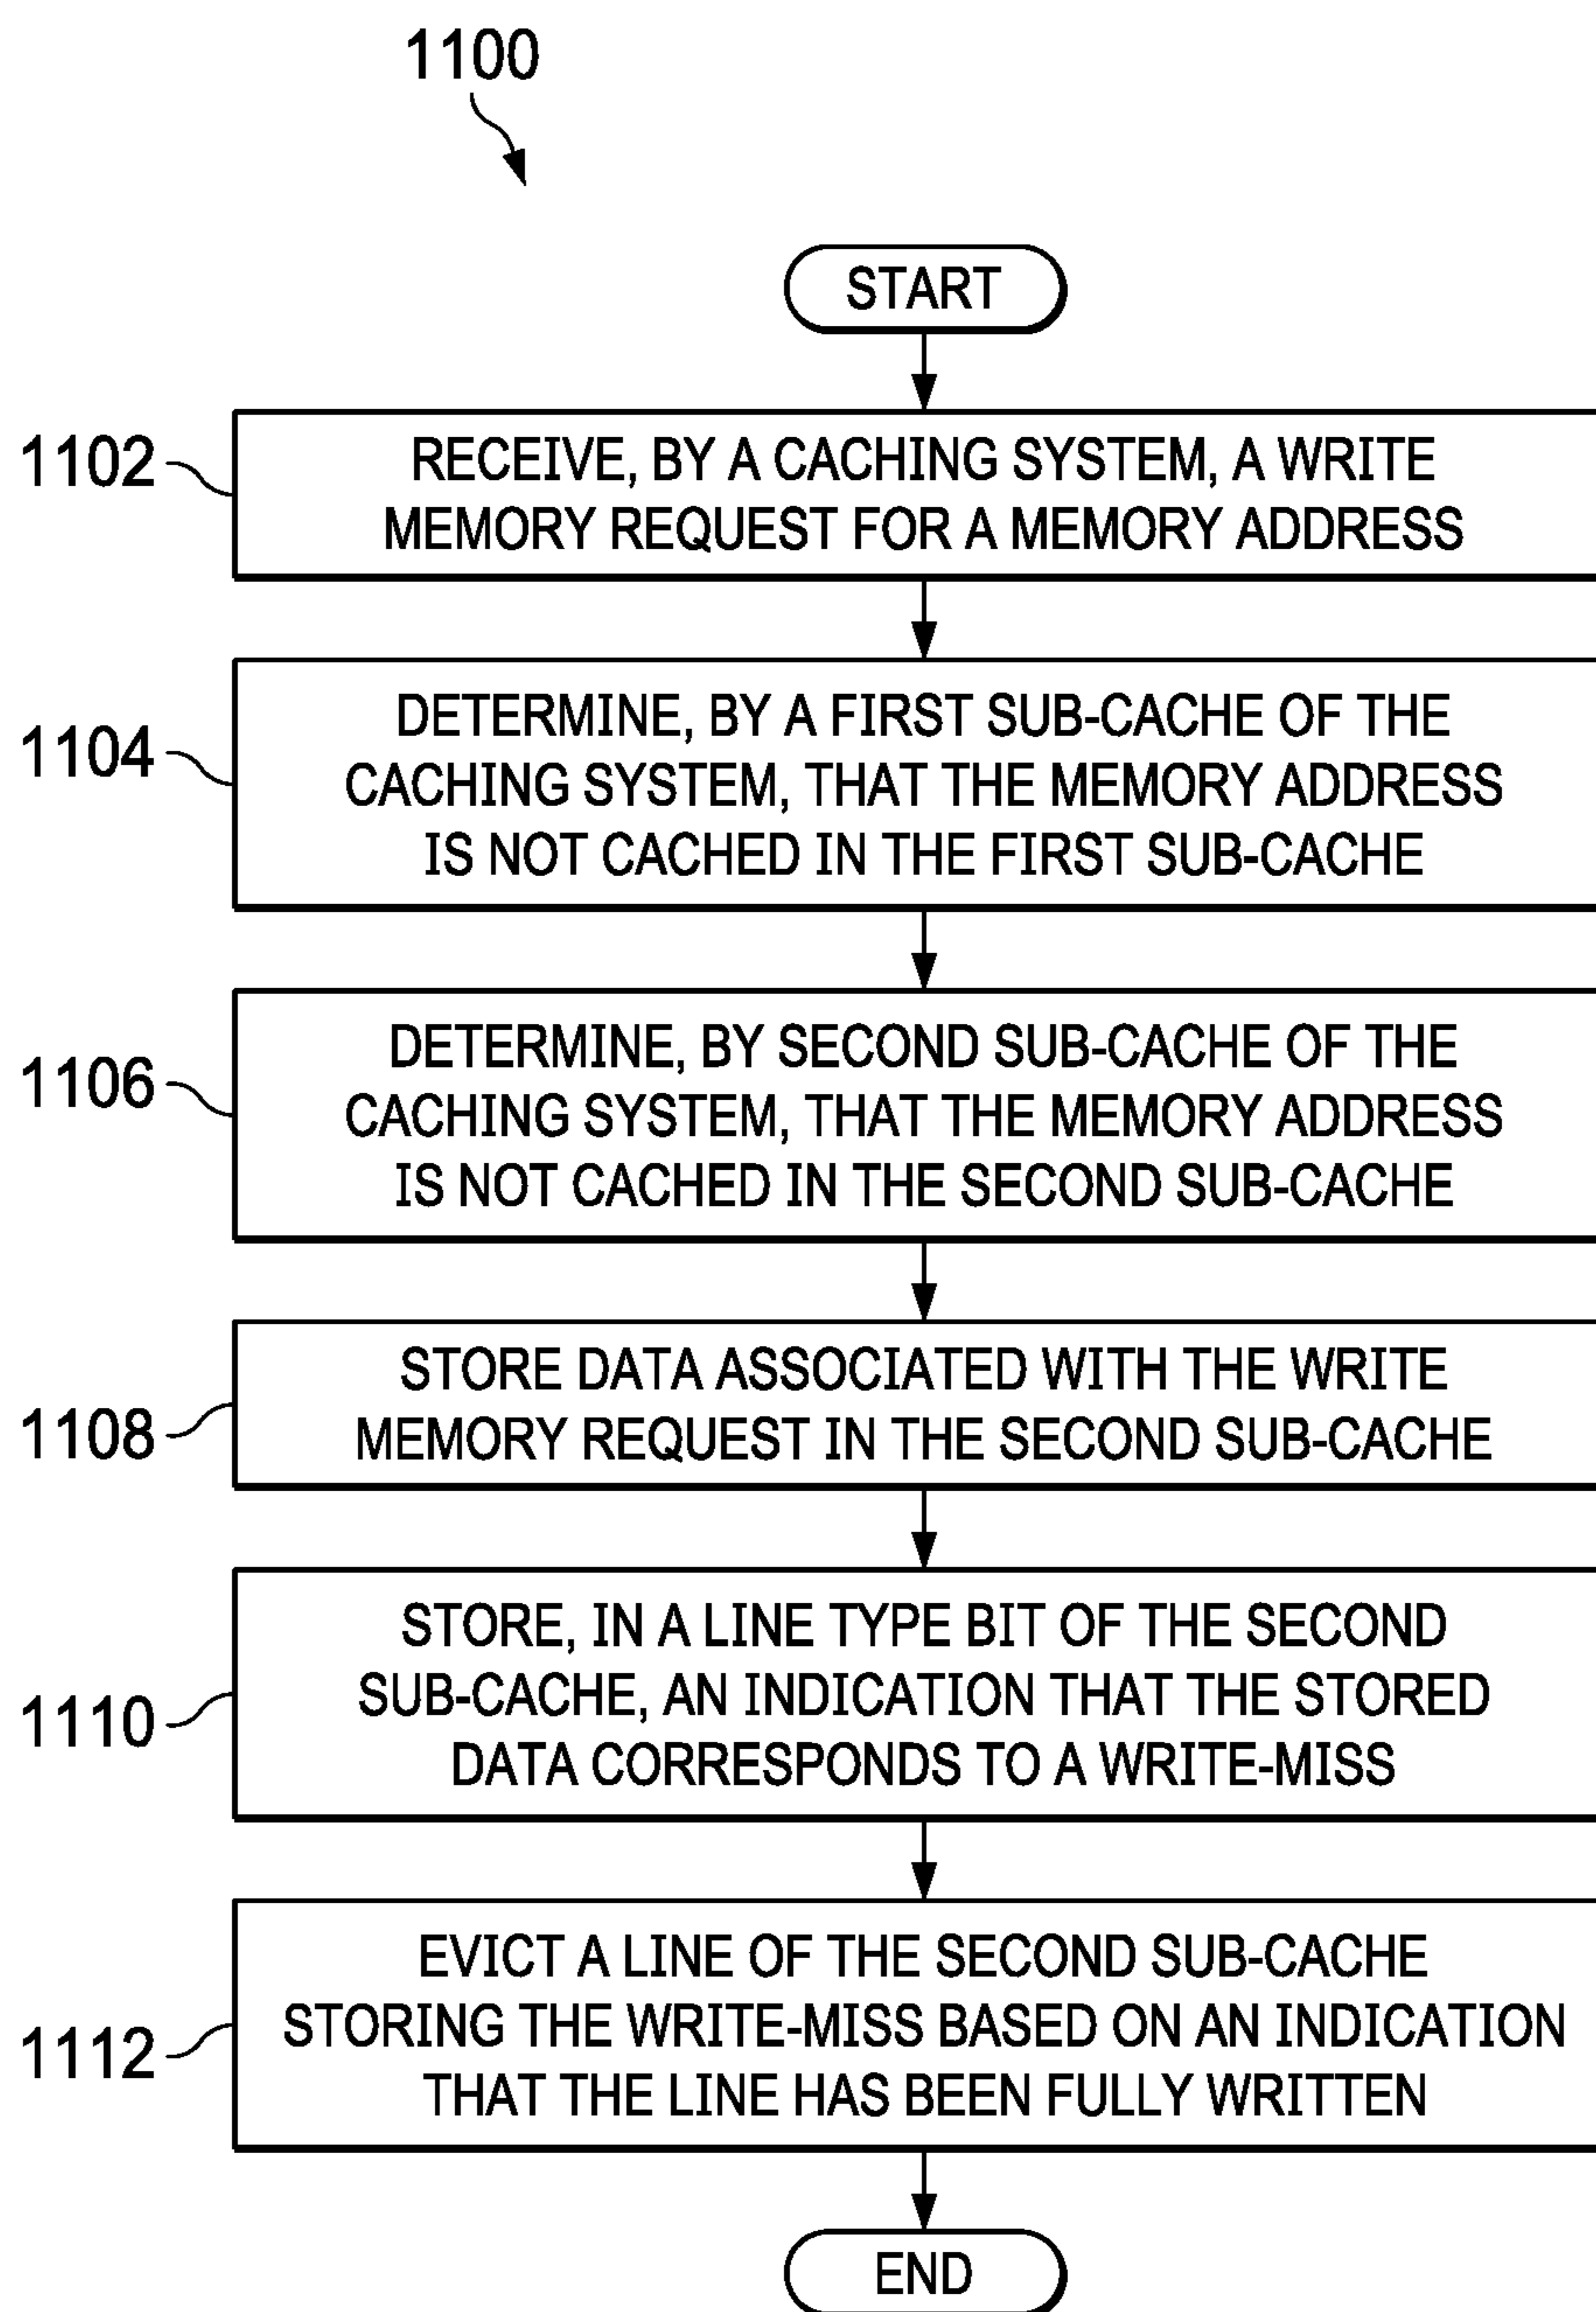 1100
START
1102
RECEIVE, BY A CACHING SYSTEM, A WRITE
MEMORY REQUEST FOR A MEMORY ADDRESS
1104
DETERMINE, BY A FIRST SUB-CACHE OF THE
CACHING SYSTEM, THAT THE MEMORY ADDRESS
IS NOT CACHED IN THE FIRST SUB-CACHE
1106
DETERMINE, BY SECOND SUB-CACHE OF THE
CACHING SYSTEM, THAT THE MEMORY ADDRESS
IS NOT CACHED IN THE SECOND SUB-CACHE
1108
STORE DATA ASSOCIATED WITH THE WRITE
MEMORY REQUEST IN THE SECOND SUB-CACHE
1110
STORE, IN A LINE TYPE BIT OF THE SECOND
SUB-CACHE, AN INDICATION THAT THE STORED
DATA CORRESPONDS TO A WRITE-MISS
1112
EVICT A LINE OF THE SECOND SUB-CACHE
STORING THE WRITE-MISS BASED ON AN INDICATION
THAT THE LINE HAS BEEN FULLY WRITTEN
END